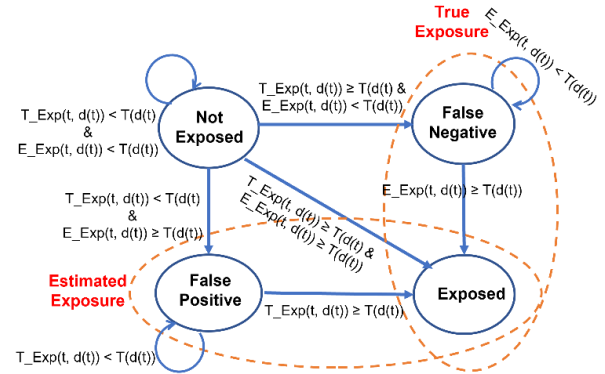 True
Exposure
E_Exp(t, d(t)) < T(d(t)
T_Exp(t, d(t)) ≥ T(d(t) &
E_Exp(t, d(t)) < T(d(t))
Not
Exposed
False
Negative
T_Exp(t, d(t)) < T(d(t)
&
E_Exp(t, d(t)) < T(d(t))
T_Exp(t, d(t)) < T(d(t)
&
E_Exp(t, d(t)) ≥ T(d(t))
T_Exp(t, d(t)) ≥ T(d(t) &
E_Exp(t, d(t)) ≥ T(d(t))
E_Exp(t, d(t)) ≥ T(d(t))
Estimated
Exposure
False
Positive
Exposed
T_Exp(t, d(t)) ≥ T(d(t))
T_Exp(t, d(t)) < T(d(t))